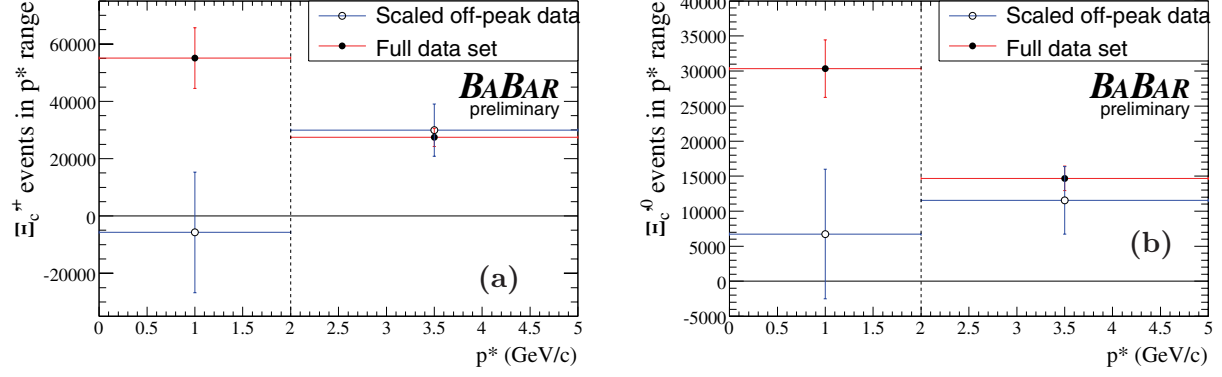 Ξc'+ events in p* range
60000
40000
20000
0
-20000
0 0.5 1 1.5 2 2.5 3 3.5 4 4.5 5
p* (GeV/c)
Scaled off-peak data
Full data set
BABAR
preliminary
(a)
Ξc'0 events in p* range
40000
35000
30000
25000
20000
15000
10000
5000
0
-5000
0 0.5 1 1.5 2 2.5 3 3.5 4 4.5 5
p* (GeV/c)
Scaled off-peak data
Full data set
BABAR
preliminary
(b)